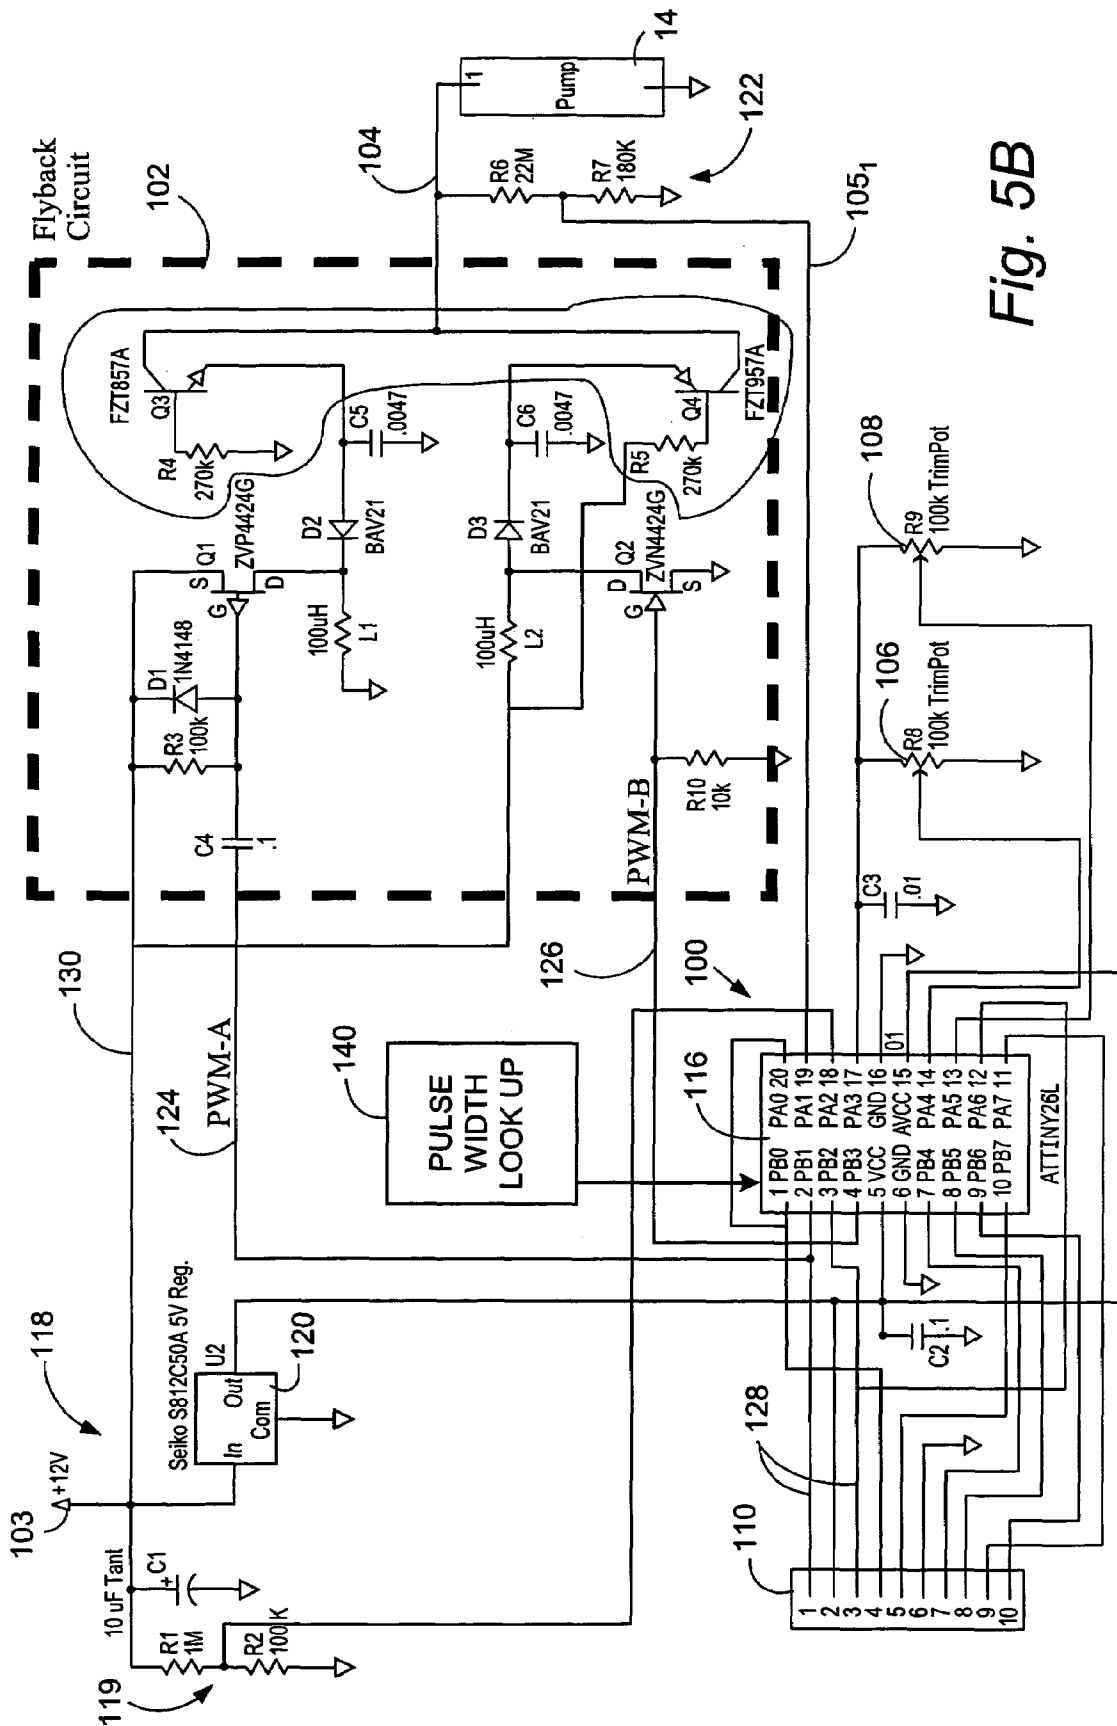 Flyback
Circuit
102
104
14
1
Pump
122
R6
22M
R7
180K
105₁
FZT857A
Q3
R4
270k
C5
.0047
C6
.0047
R5
270k
Q4
FZT957A
D2
BAV21
D3
BAV21
ZVP4424G
Q1
S
G
D
ZVN4424G
Q2
D
G
S
100uH
L1
100uH
L2
D1
1N4148
R3
100k
C4
.1
PWM-B
R10
10k
130
124
PWM-A
126
100
140
PULSE
WIDTH
LOOK UP
116
118
103
+12V
10 uF Tant
+
C1
R1
1M
R2
100K
119
Seiko S812C50A 5V Reg.
U2
In
Out
Com
120
1 PB0 PA0 20
2 PB1 PA1 19
3 PB2 PA2 18
4 PB3 PA3 17
5 VCC GND 16
6 GND AVCC 15
7 PB4 PA4 14
8 PB5 PA5 13
9 PB6 PA6 12
10 PB7 PA7 11
01
ATTINY26L
C3
.01
106
R8
100k TrimPot
108
R9
100k TrimPot
C2
.1
128
110
1
2
3
4
5
6
7
8
9
10
Fig. 5B